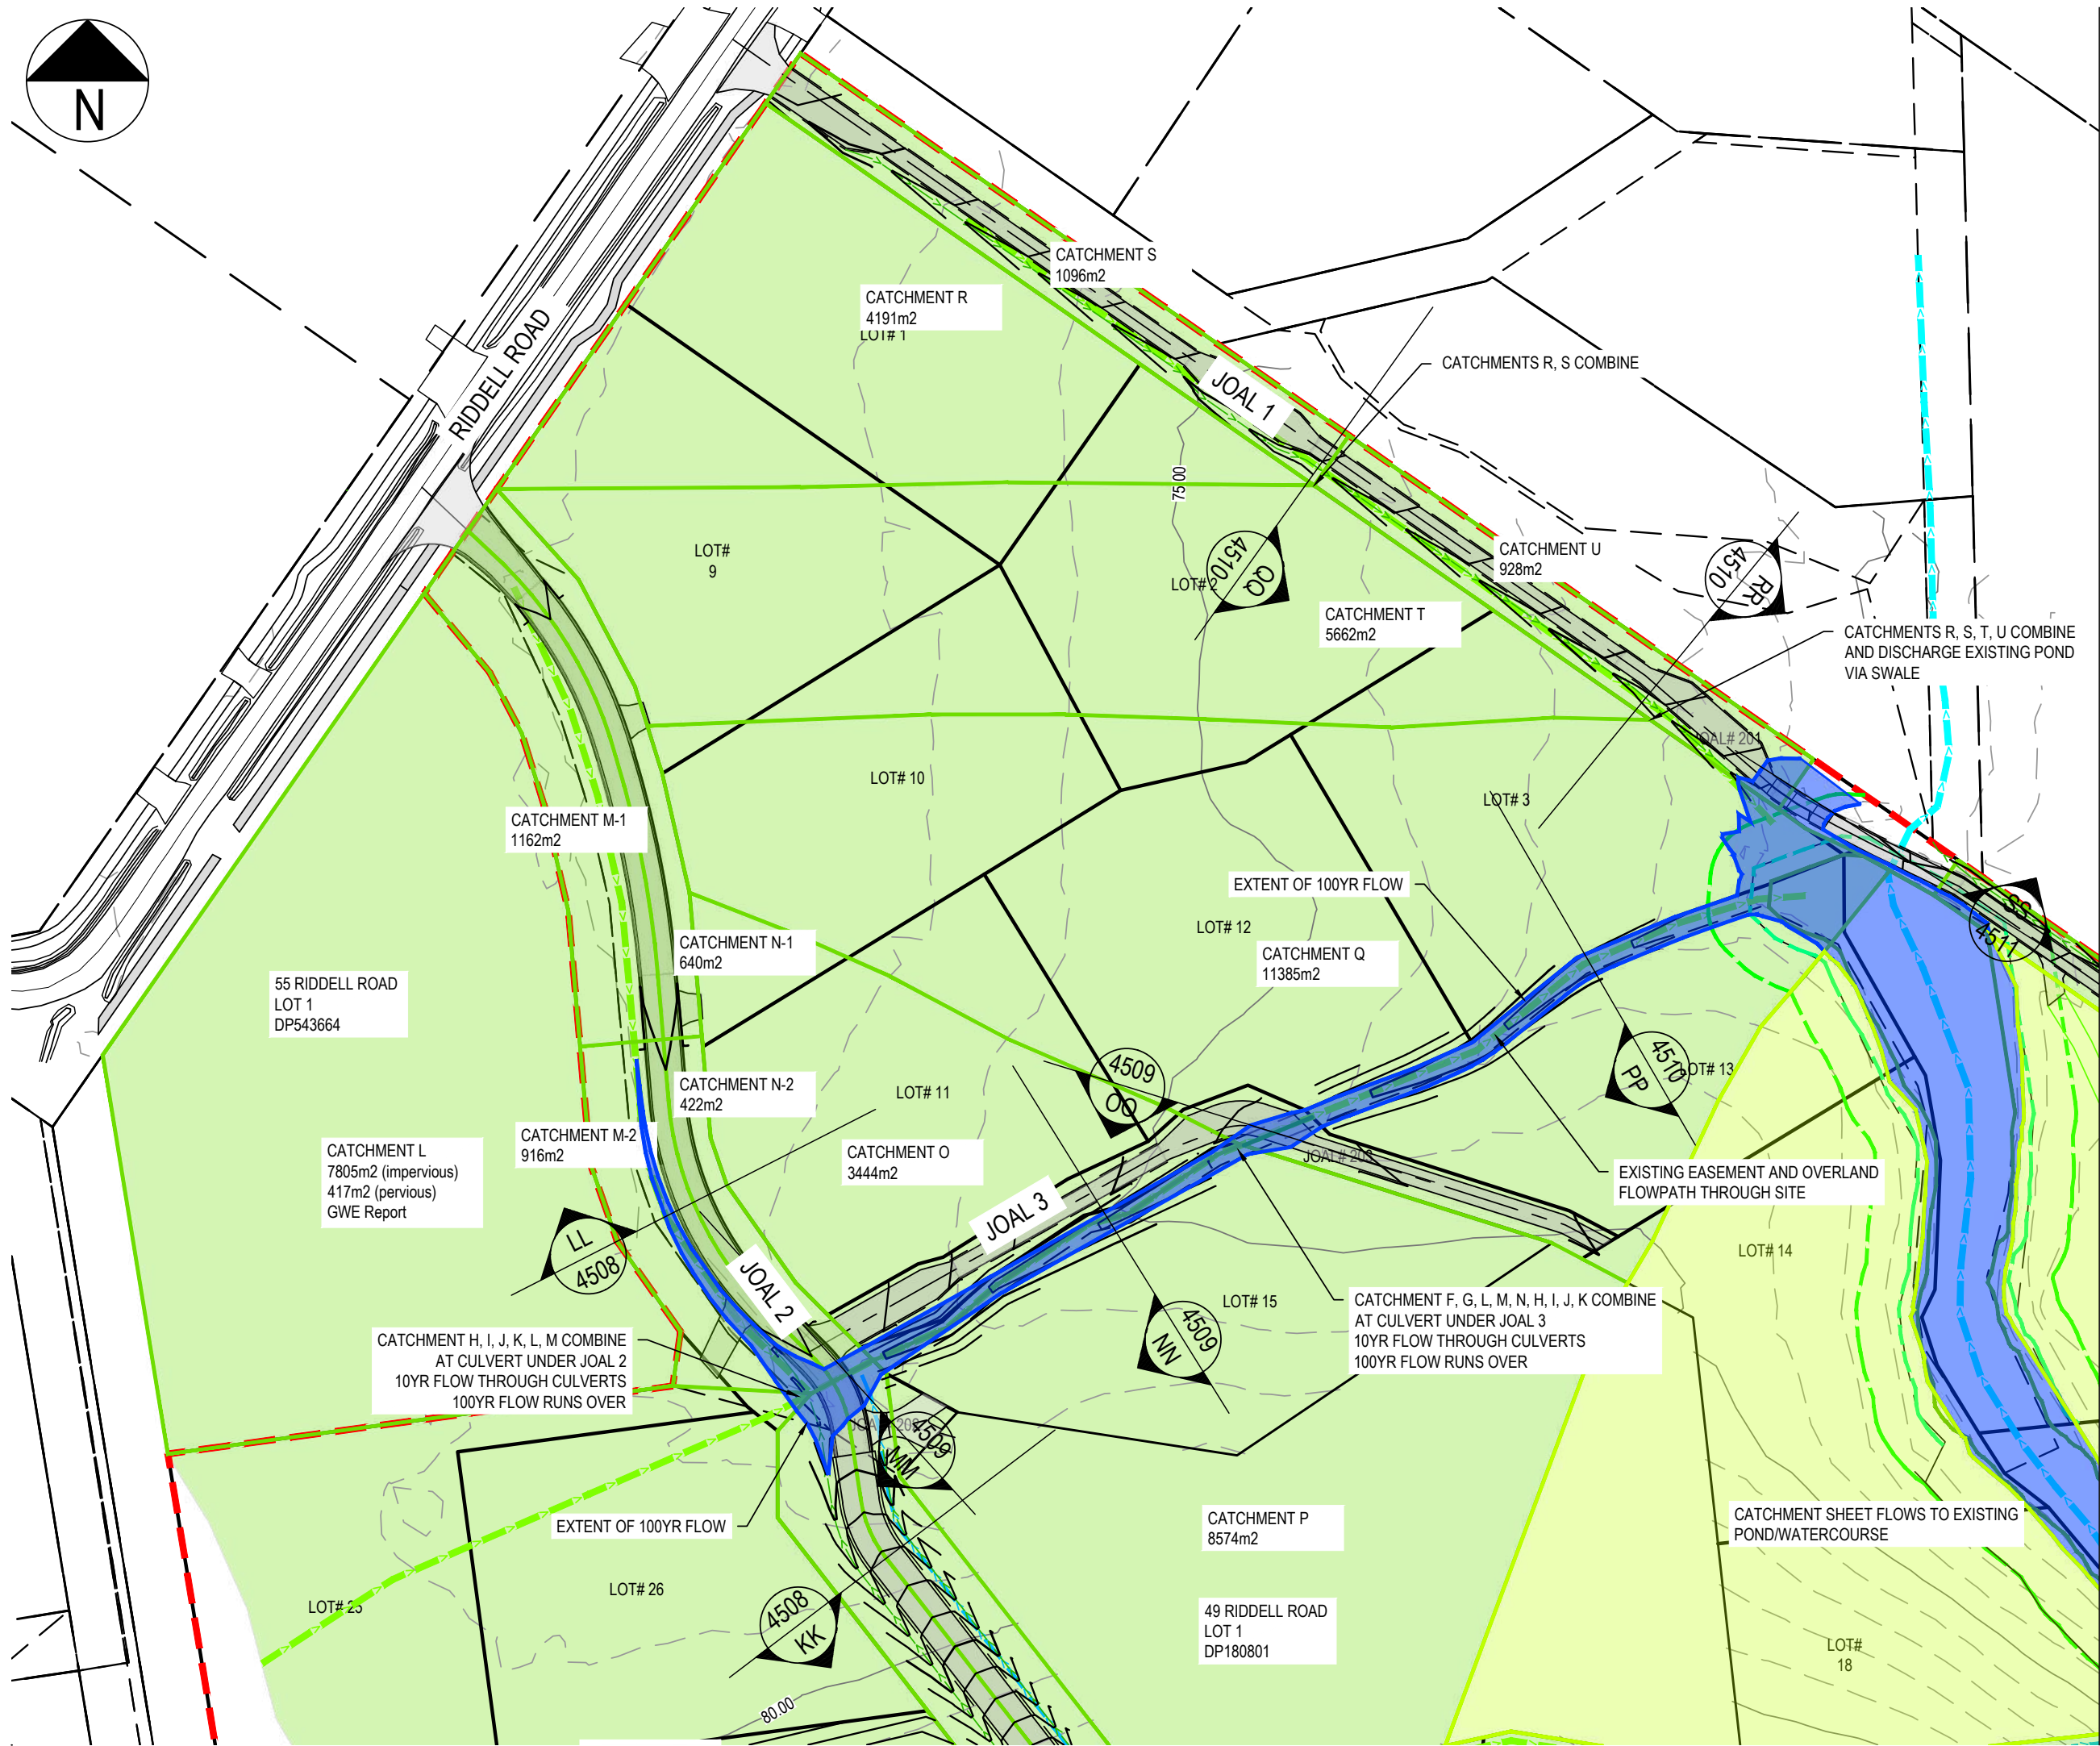 N
RIDDELL ROAD
CATCHMENT S
1096m2
CATCHMENT R
4191m2
LOT# 1
JOAL 1
CATCHMENTS R, S COMBINE
75.00
LOT#
9
LOT# 2
4510
QQ
CATCHMENT U
928m2
4510
RR
CATCHMENT T
5662m2
CATCHMENTS R, S, T, U COMBINE
AND DISCHARGE EXISTING POND
VIA SWALE
JOAL# 201
LOT# 10
LOT# 3
CATCHMENT M-1
1162m2
EXTENT OF 100YR FLOW
LOT# 12
SS
4511
CATCHMENT N-1
640m2
CATCHMENT Q
11385m2
55 RIDDELL ROAD
LOT 1
DP543664
4509
OO
4510
PP
LOT# 13
CATCHMENT N-2
422m2
LOT# 11
CATCHMENT M-2
916m2
CATCHMENT O
3444m2
JOAL# 203
CATCHMENT L
7805m2 (impervious)
417m2 (pervious)
GWE Report
EXISTING EASEMENT AND OVERLAND
FLOWPATH THROUGH SITE
JOAL 3
LL
4508
LOT# 14
JOAL 2
LOT# 15
4509
NN
CATCHMENT F, G, L, M, N, H, I, J, K COMBINE
AT CULVERT UNDER JOAL 3
10YR FLOW THROUGH CULVERTS
100YR FLOW RUNS OVER
CATCHMENT H, I, J, K, L, M COMBINE
AT CULVERT UNDER JOAL 2
10YR FLOW THROUGH CULVERTS
100YR FLOW RUNS OVER
4509
MM
EXTENT OF 100YR FLOW
CATCHMENT P
8574m2
CATCHMENT SHEET FLOWS TO EXISTING
POND/WATERCOURSE
LOT# 26
LOT# 25
4508
KK
49 RIDDELL ROAD
LOT 1
DP180801
LOT#
18
80.00